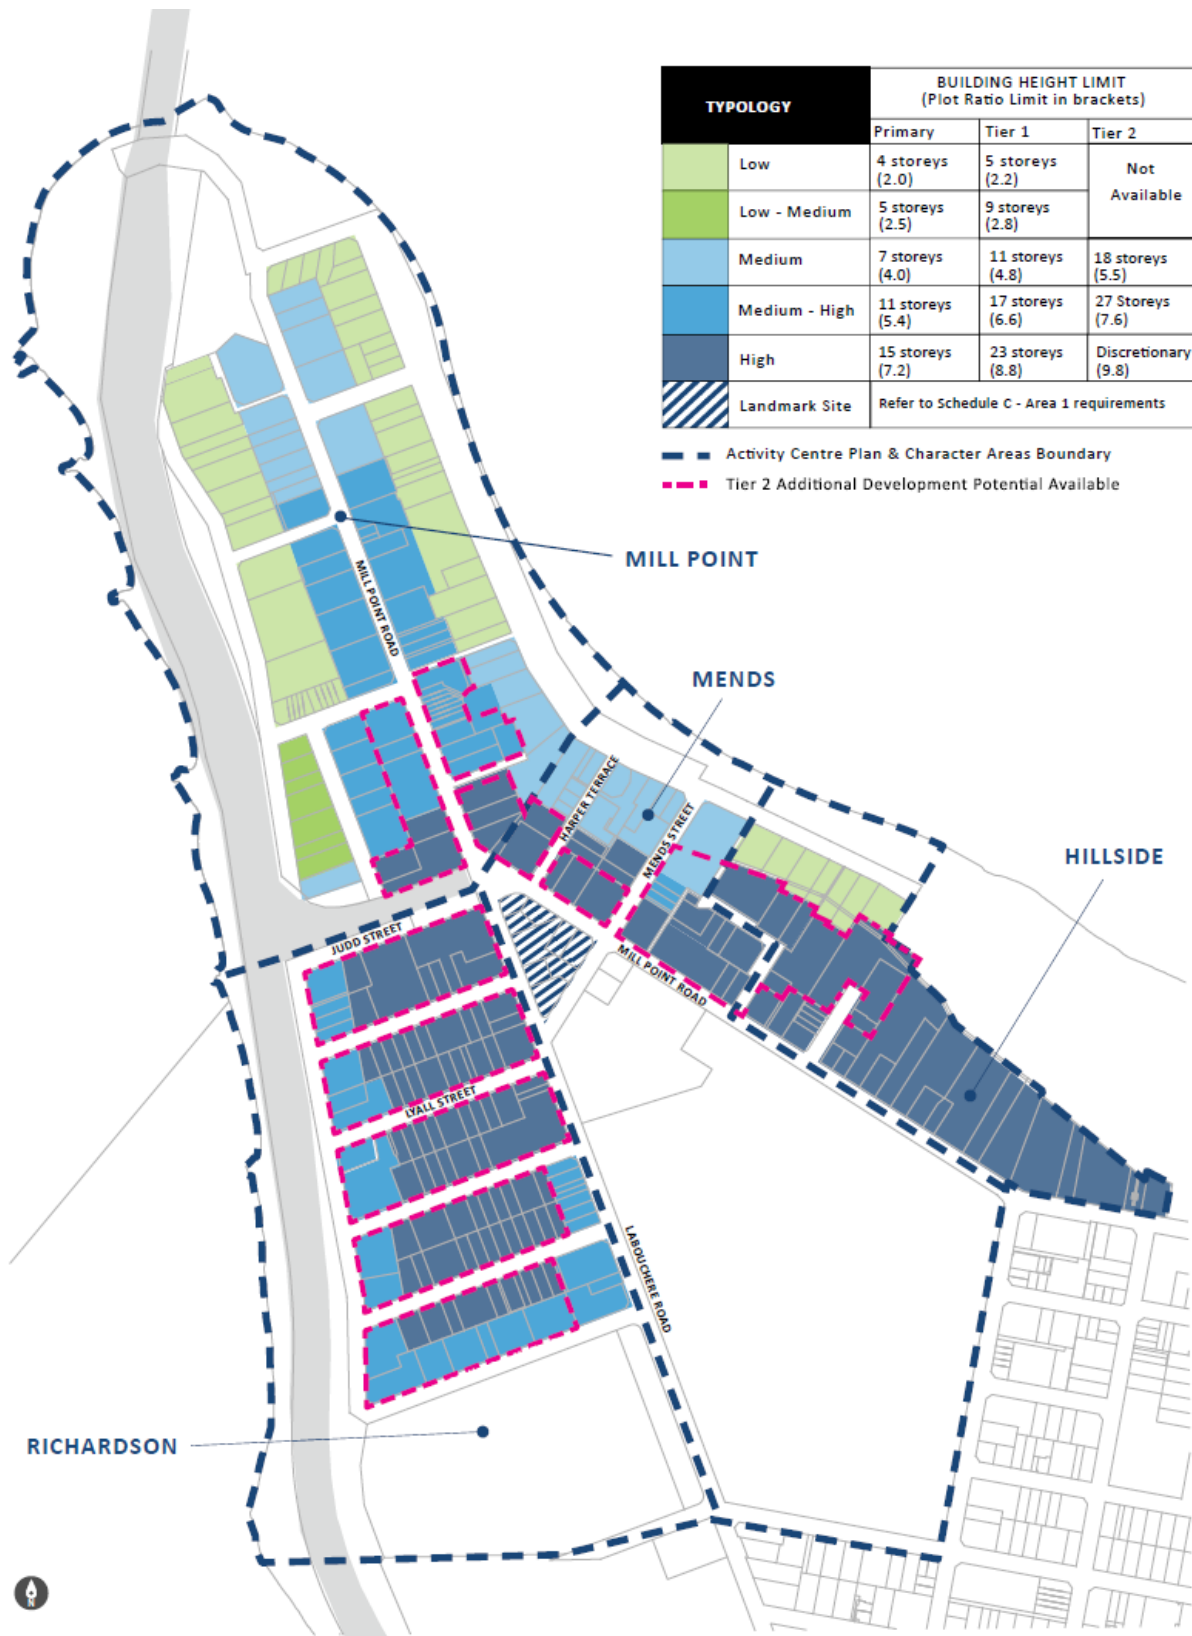 TYPOLOGY
BUILDING HEIGHT LIMIT
(Plot Ratio Limit in brackets)
Primary
Tier 1
Tier 2
Low
4 storeys
(2.0)
5 storeys
(2.2)
Not
Available
Low - Medium
5 storeys
(2.5)
9 storeys
(2.8)
Medium
7 storeys
(4.0)
11 storeys
(4.8)
18 storeys
(5.5)
Medium - High
11 storeys
(5.4)
17 storeys
(6.6)
27 Storeys
(7.6)
High
15 storeys
(7.2)
23 storeys
(8.8)
Discretionary
(9.8)
Landmark Site
Refer to Schedule C - Area 1 requirements
Activity Centre Plan & Character Areas Boundary
Tier 2 Additional Development Potential Available
MILL POINT
MILL POINT ROAD
MENDS
HARPER TERRACE
MENDS STREET
HILLSIDE
JUDD STREET
MILL POINT ROAD
LYALL STREET
LABOUCHERE ROAD
RICHARDSON
N